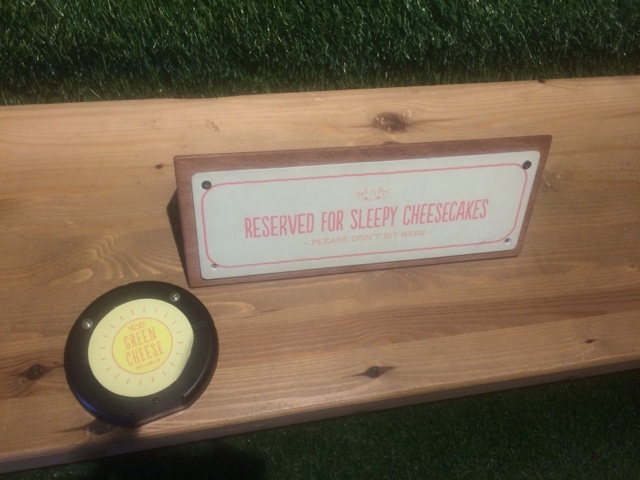 RESERVED FOR SLEEPY CHEESECAKES
- PLEASE DON'T SIT HERE -
GREEN
CHEESE